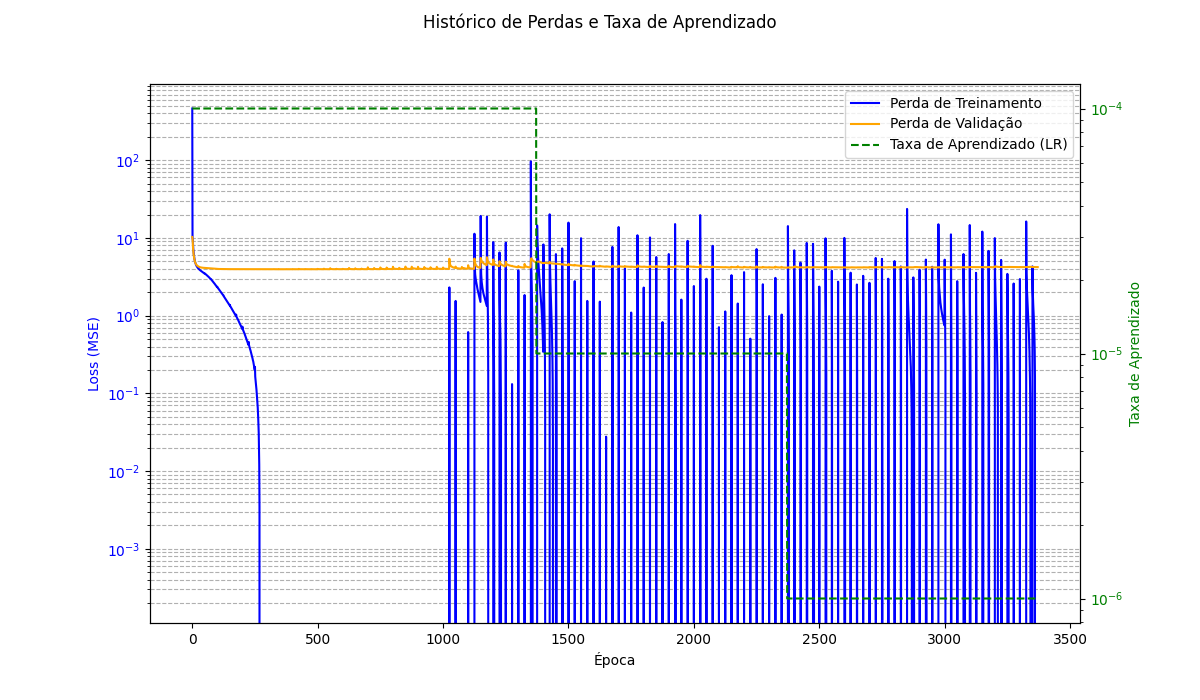 Histórico de Perdas e Taxa de Aprendizado
Perda de Treinamento
Perda de Validação
Taxa de Aprendizado (LR)
Loss (MSE)
10²
10¹
10⁰
10⁻¹
10⁻²
10⁻³
10⁻⁴
10⁻⁵
10⁻⁶
Taxa de Aprendizado
0 500 1000 1500 2000 2500 3000 3500
Época